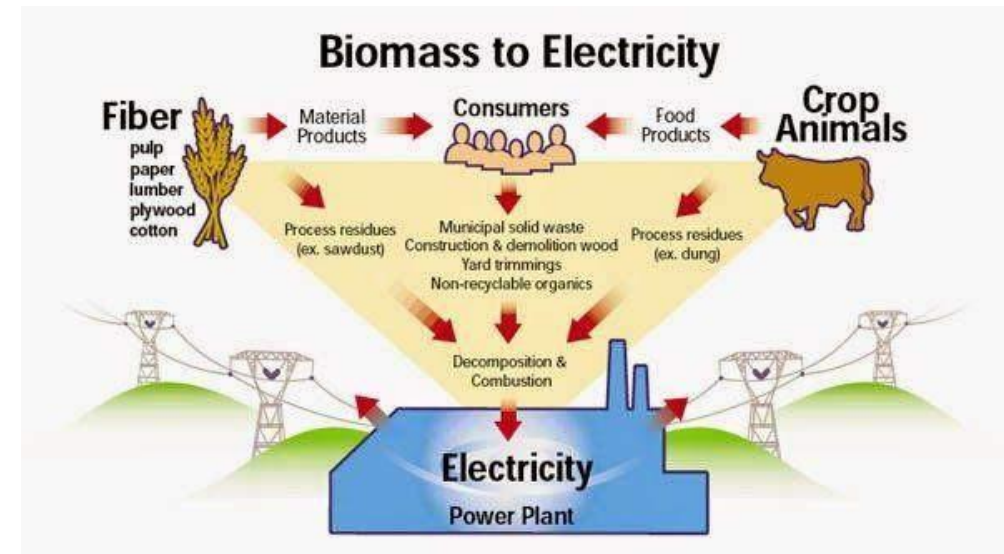 Biomass to Electricity
Fiber
pulp
paper
lumber
plywood
cotton
Material
Products
Consumers
Food
Products
Crop
Animals
Process residues
(ex. sawdust)
Municipal solid waste
Construction & demolition wood
Yard trimmings
Non-recyclable organics
Process residues
(ex. dung)
Decomposition &
Combustion
Electricity
Power Plant